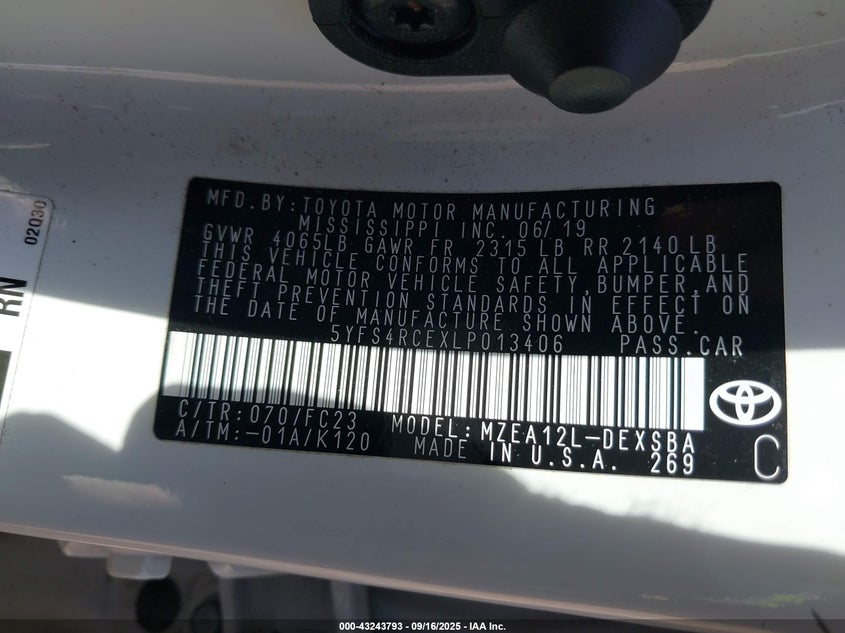 MFD.BY:TOYOTA MOTOR MANUFACTURING
MISSISSIPPI INC. 06/19
GVWR 4065LB GAWR FR 2315 LB RR 2140 LB
THIS VEHICLE CONFORMS TO ALL APPLICABLE
FEDERAL MOTOR VEHICLE SAFETY, BUMPER, AND
THEFT PREVENTION STANDARDS IN EFFECT ON
THE DATE OF MANUFACTURE SHOWN ABOVE.
5YFS4RCEXLP013406 PASS.CAR
C/TR: 070/FC23 MODEL: MZEA12L-DEXSBA
A/TM:-01A/K120 MADE IN U.S.A. 269
C
02Q30
RN
000-43243793 - 09/16/2025 - IAA Inc.